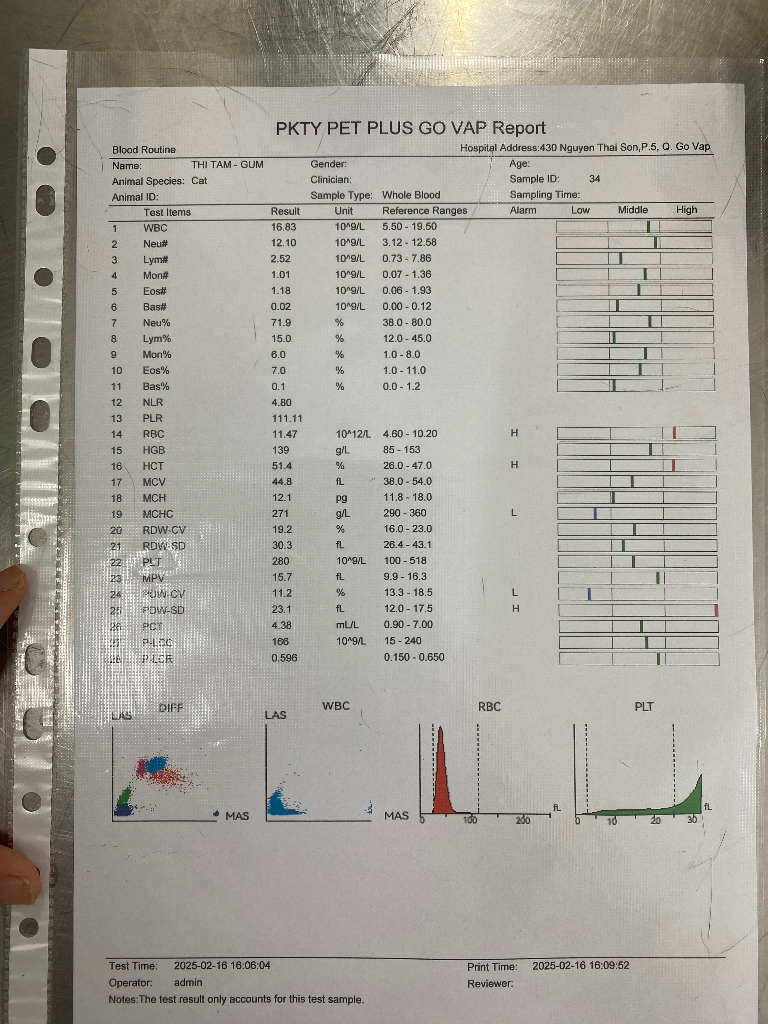 PKTY PET PLUS GO VAP Report
Blood Routine Hospital Address:430 Nguyen Thai Son,P.5, Q. Go Vap
Name: THI TAM - GUM Gender: Age:
Animal Species: Cat Clinician: Sample ID: 34
Animal ID: Sample Type: Whole Blood Sampling Time:
Test Items Result Unit Reference Ranges Alarm Low Middle High
1 WBC 16.83 10^9/L 5.50 - 19.50
2 Neu# 12.10 10^9/L 3.12 - 12.58
3 Lym# 2.52 10^9/L 0.73 - 7.86
4 Mon# 1.01 10^9/L 0.07 - 1.36
5 Eos# 1.18 10^9/L 0.06 - 1.93
6 Bas# 0.02 10^9/L 0.00 - 0.12
7 Neu% 71.9 % 38.0 - 80.0
8 Lym% 15.0 % 12.0 - 45.0
9 Mon% 6.0 % 1.0 - 8.0
10 Eos% 7.0 % 1.0 - 11.0
11 Bas% 0.1 % 0.0 - 1.2
12 NLR 4.80
13 PLR 111.11
14 RBC 11.47 10^12/L 4.60 - 10.20 H
15 HGB 139 g/L 85 - 153
16 HCT 51.4 % 26.0 - 47.0 H
17 MCV 44.8 fL 38.0 - 54.0
18 MCH 12.1 pg 11.8 - 18.0
19 MCHC 271 g/L 290 - 360 L
20 RDW-CV 19.2 % 16.0 - 23.0
21 RDW-SD 30.3 fL 26.4 - 43.1
22 PLT 280 10^9/L 100 - 518
23 MPV 15.7 fL 9.9 - 16.3
24 PDW-CV 11.2 % 13.3 - 18.5 L
25 PDW-SD 23.1 fL 12.0 - 17.5 H
26 PCT 4.38 mL/L 0.90 - 7.00
27 P-LCC 166 10^9/L 15 - 240
28 P-LCR 0.596 0.150 - 0.650
DIFF WBC RBC PLT
LAS LAS
MAS MAS fL fL
0 100 200 0 10 20 30
Test Time: 2025-02-16 16:06:04 Print Time: 2025-02-16 16:09:52
Operator: admin Reviewer:
Notes:The test result only accounts for this test sample.